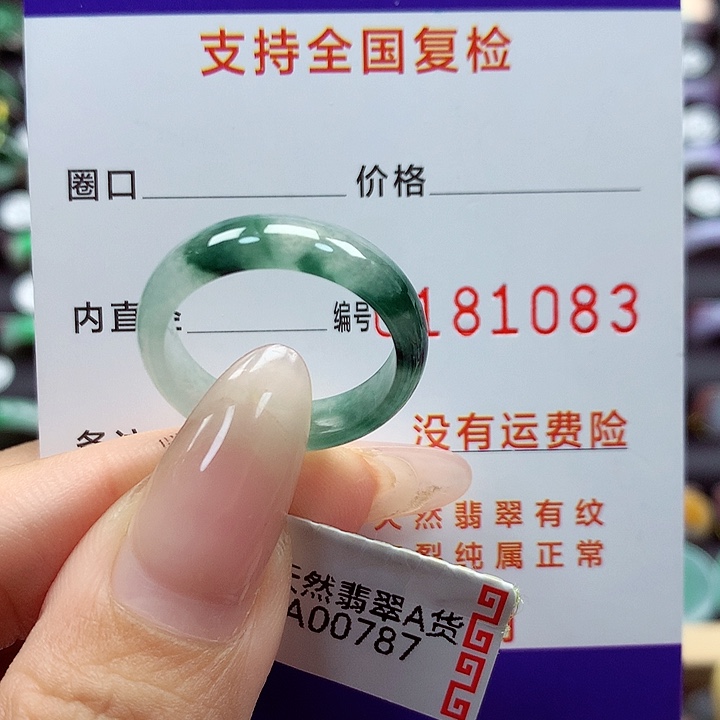 支持全国复检
圈口 价格
内直 编号 181083
没有运费险
然翡翠有纹
裂纯属正常
天然翡翠A货
A00787